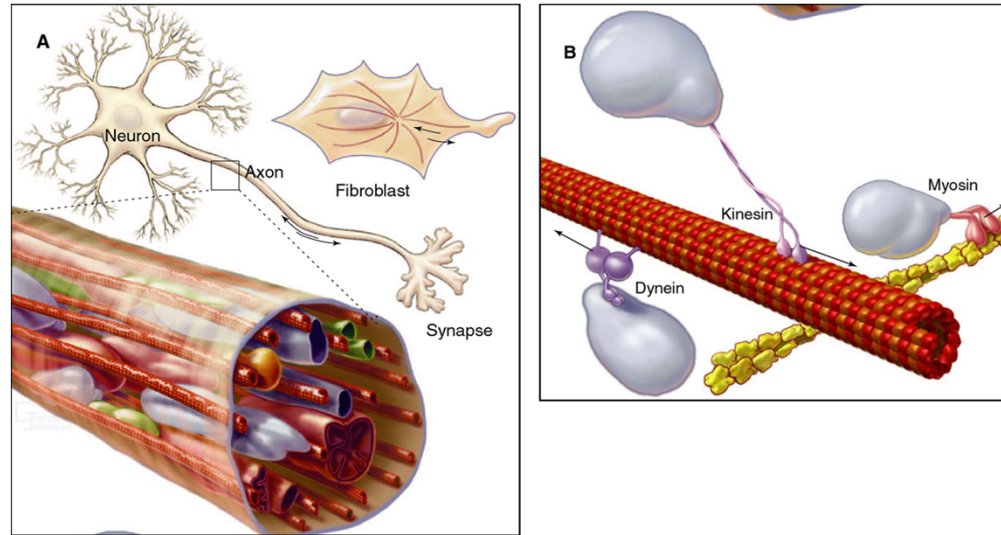 A
Neuron
Axon
Fibroblast
Synapse
B
Kinesin
Myosin
Dynein